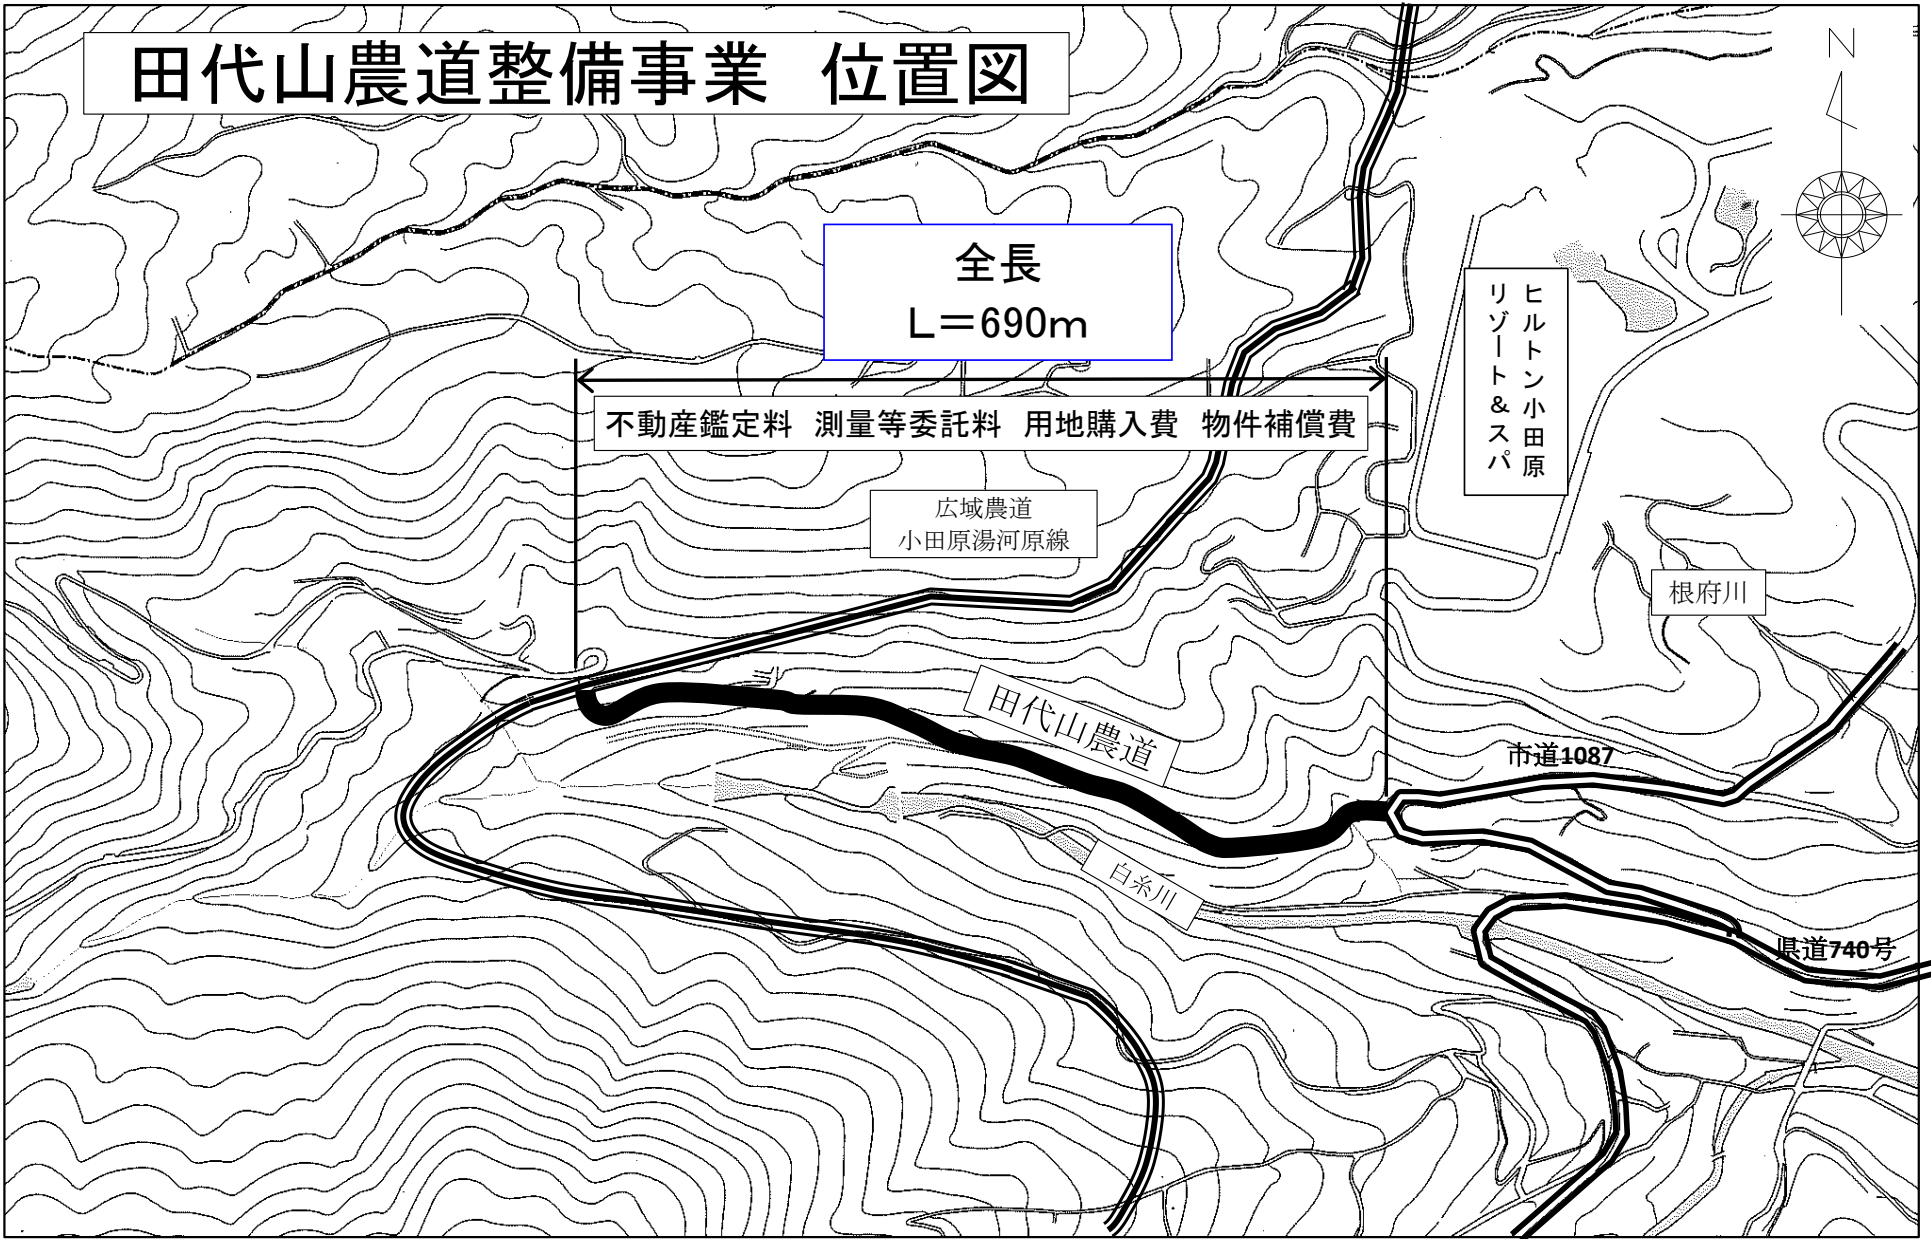 田代山農道整備事業　位置図
N
全長
L＝690m
不動産鑑定料　測量等委託料　用地購入費　物件補償費
広域農道
小田原湯河原線
ヒルトン小田原
リゾート＆スパ
根府川
田代山農道
市道1087
白糸川
県道740号